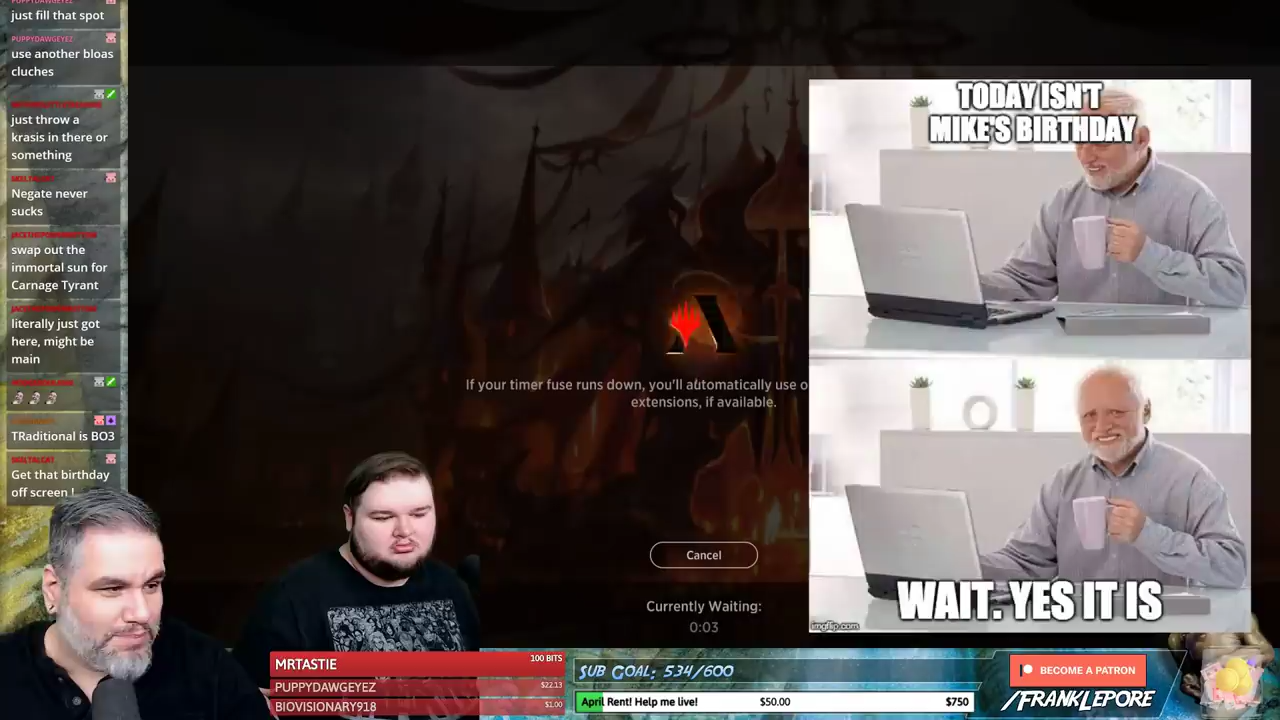 just fill that spot
PUPPYDAWGEYEZ
use another bloas
cluches
just throw a
krasis in there or
something
Negate never
sucks
swap out the
immortal sun for
Carnage Tyrant
literally just got
here, might be
main
TRaditional is BO3
Get that birthday
off screen !
If your timer fuse runs down, you'll automatically use o
extensions, if available.
Cancel
Currently Waiting:
0:03
TODAY ISN'T
MIKE'S BIRTHDAY
WAIT. YES IT IS
imgflip.com
MRTASTIE 100 BITS
PUPPYDAWGEYEZ $22.13
BIOVISIONARY918 $1.00
SUB GOAL: 534/600
April Rent! Help me live! $50.00 $750
BECOME A PATRON
/FRANKLEPORE